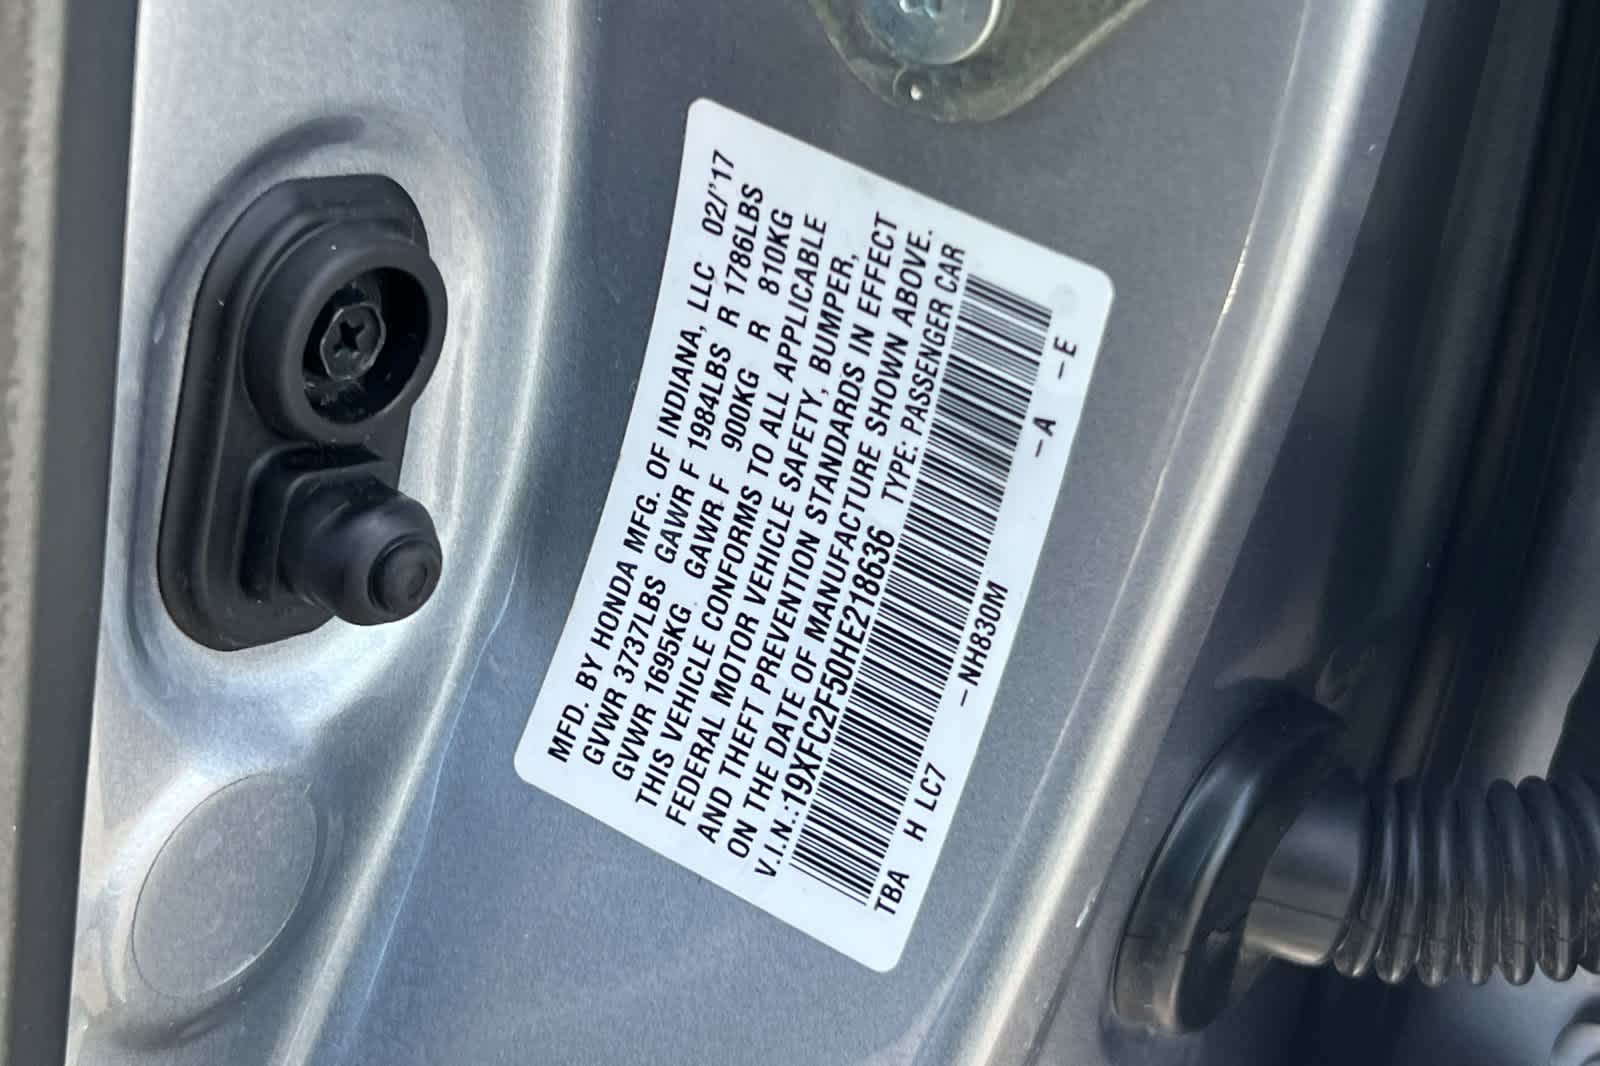 MFD. BY HONDA MFG. OF INDIANA, LLC 02/'17
GVWR 3737LBS GAWR F 1984LBS R 1786LBS
GVWR 1695KG GAWR F 900KG R 810KG
THIS VEHICLE CONFORMS TO ALL APPLICABLE
FEDERAL MOTOR VEHICLE SAFETY, BUMPER,
AND THEFT PREVENTION STANDARDS IN EFFECT
ON THE DATE OF MANUFACTURE SHOWN ABOVE.
V.I.N.:19XFC2F50HE218636 TYPE: PASSENGER CAR
TBA H LC7 -NH830M -A -E